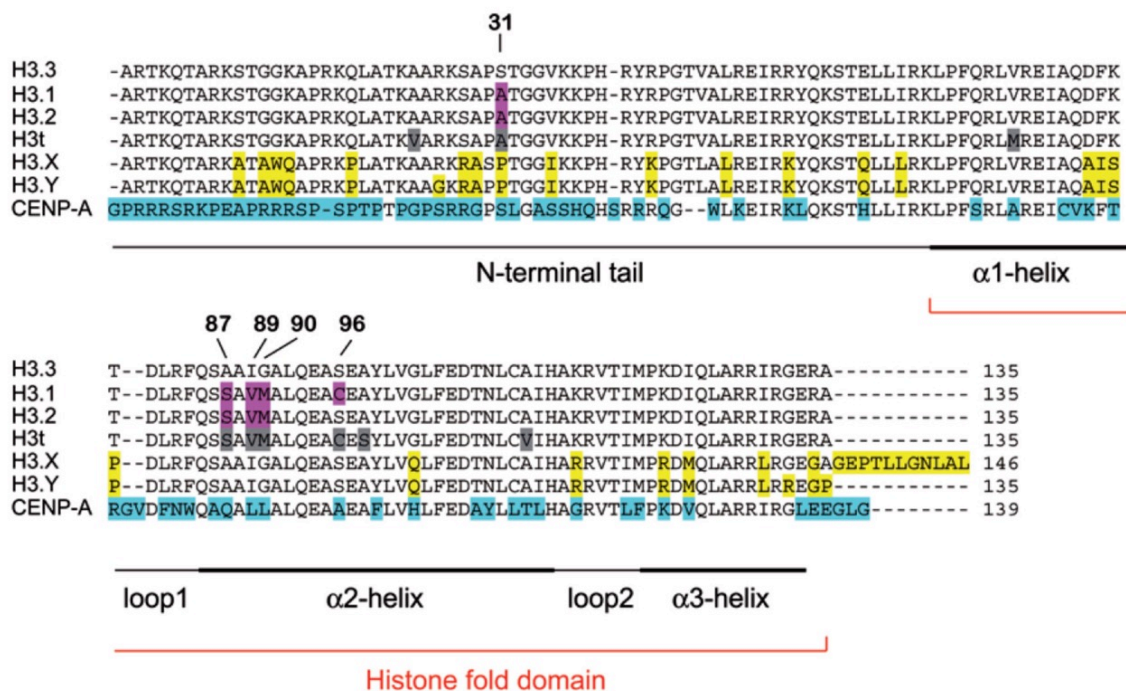 31
H3.3 -ARTKQTARKSTGGKAPRKQLATKAARKSAPSTGGVKKPH-RYRPGTVALREIRRYQKSTELLIRKLPFQRLVREIAQDFK
H3.1 -ARTKQTARKSTGGKAPRKQLATKAARKSAPATGGVKKPH-RYRPGTVALREIRRYQKSTELLIRKLPFQRLVREIAQDFK
H3.2 -ARTKQTARKSTGGKAPRKQLATKAARKSAPATGGVKKPH-RYRPGTVALREIRRYQKSTELLIRKLPFQRLVREIAQDFK
H3t -ARTKQTARKSTGGKAPRKQLATKVARKSAPATGGVKKPH-RYRPGTVALREIRRYQKSTELLIRKLPFQRLMREIAQDFK
H3.X -ARTKQTARKATAWQAPRKPLATKAARKRASPTGGIKKPH-RYKPGTLALREIRKYQKSTQLLLRKLPFQRLVREIAQAIS
H3.Y -ARTKQTARKATAWQAPRKPLATKAAGKRAPPTGGIKKPH-RYKPGTLALREIRKYQKSTQLLLRKLPFQRLVREIAQAIS
CENP-A GPRRRSRKPEAPRRRSP-SPTPTPGPSRRGPSLGASSHQHSRRRQG--WLKEIRKLQKSTHLLIRKLPFSRLAREICVKFT
N-terminal tail α1-helix
87 89 90 96
H3.3 T--DLRFQSAAIGALQEASEAYLVGLFEDTNLCAIHAKRVTIMPKDIQLARRIRGERA----------- 135
H3.1 T--DLRFQSSAVMALQEACEAYLVGLFEDTNLCAIHAKRVTIMPKDIQLARRIRGERA----------- 135
H3.2 T--DLRFQSSAVMALQEASEAYLVGLFEDTNLCAIHAKRVTIMPKDIQLARRIRGERA----------- 135
H3t T--DLRFQSSAVMALQEACESYLVGLFEDTNLCVIHAKRVTIMPKDIQLARRIRGERA----------- 135
H3.X P--DLRFQSAAIGALQEASEAYLVQLFEDTNLCAIHARRVTIMPRDMQLARRLRGEGAGEPTLLGNLAL 146
H3.Y P--DLRFQSAAIGALQEASEAYLVQLFEDTNLCAIHARRVTIMPRDMQLARRLRREGP----------- 135
CENP-A RGVDFNWQAQALLALQEAAEAFLVHLFEDAYLLTLHAGRVTLFPKDVQLARRIRGLEEGLG-------- 139
loop1 α2-helix loop2 α3-helix
Histone fold domain